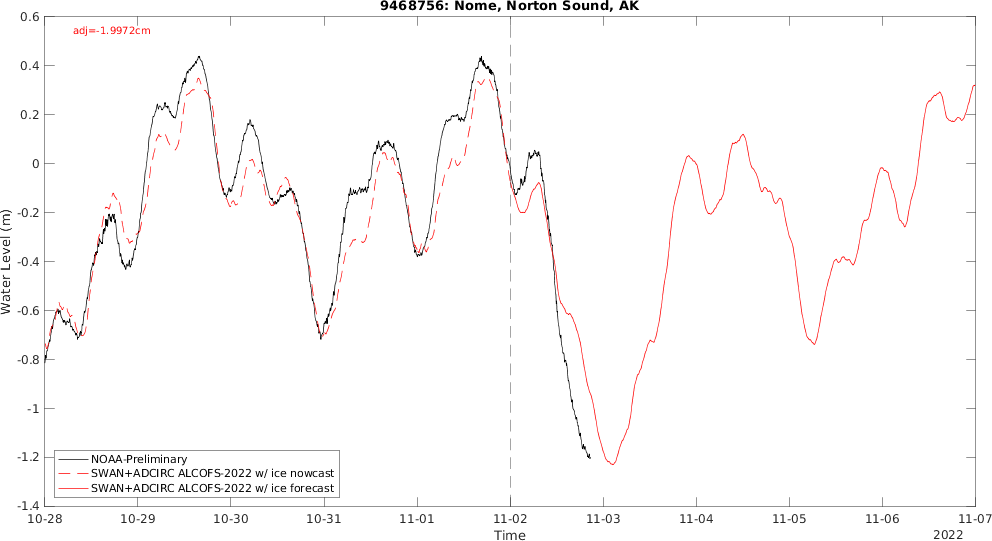 9468756: Nome, Norton Sound, AK
adj=-1.9972cm
0.6
0.4
0.2
0
-0.2
-0.4
-0.6
-0.8
-1
-1.2
-1.4
Water Level (m)
NOAA-Preliminary
SWAN+ADCIRC ALCOFS-2022 w/ ice nowcast
SWAN+ADCIRC ALCOFS-2022 w/ ice forecast
10-28 10-29 10-30 10-31 11-01 11-02 11-03 11-04 11-05 11-06 11-07
Time
2022